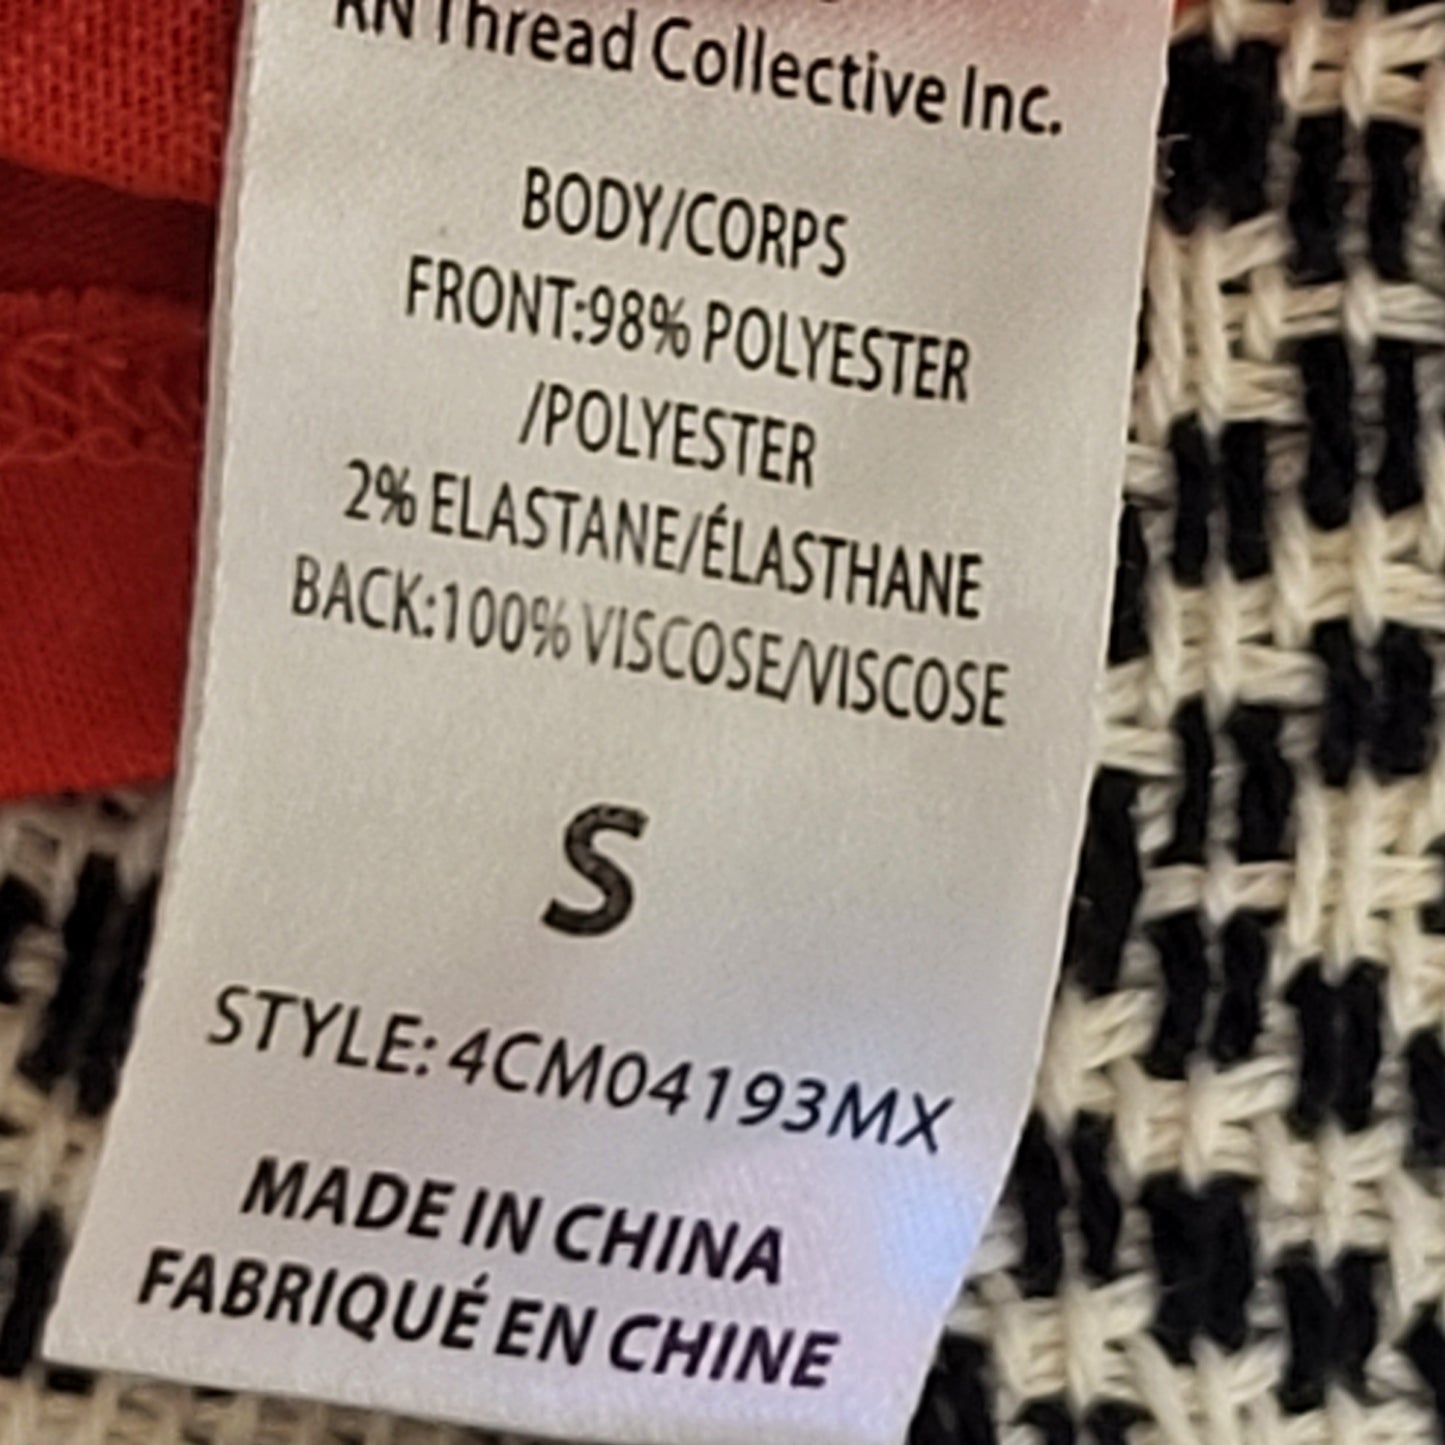 RN Thread Collective Inc.
BODY/CORPS
FRONT:98% POLYESTER
/POLYESTER
2% ELASTANE/ÉLASTHANE
BACK:100% VISCOSE/VISCOSE
S
STYLE: 4CM04193MX
MADE IN CHINA
FABRIQUÉ EN CHINE